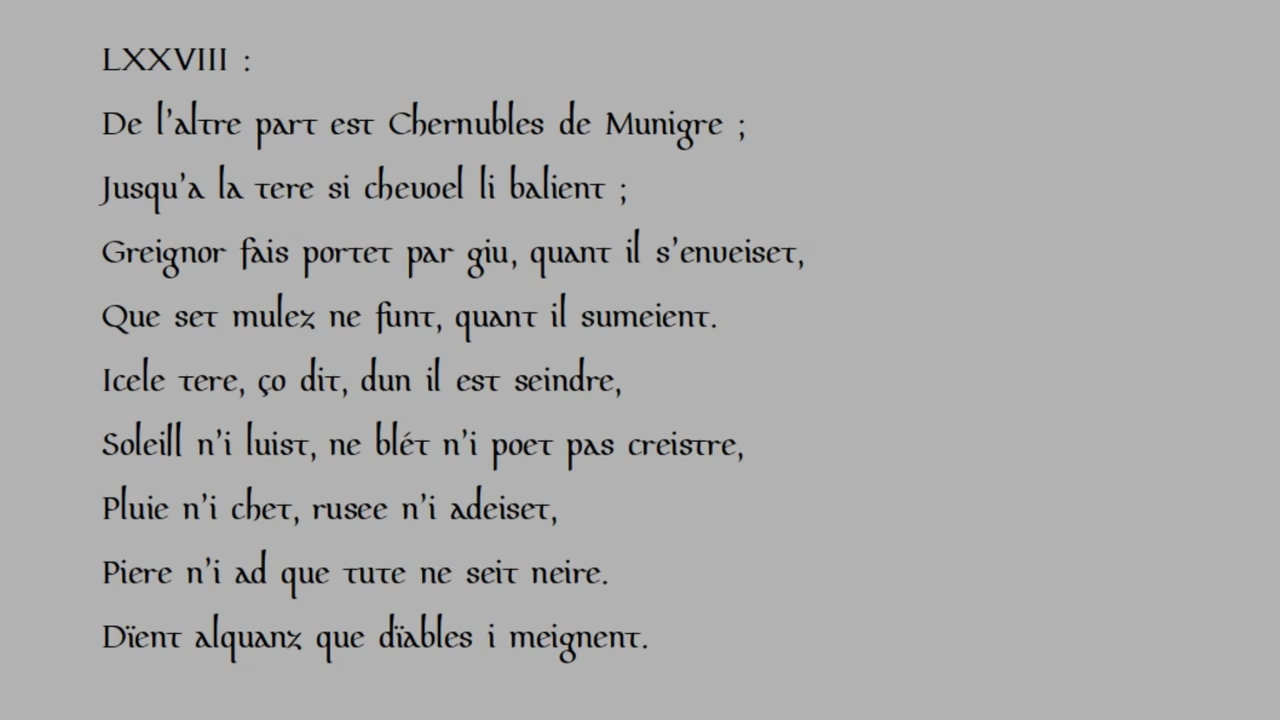 LXXVIII :
De l'altre part est Chernubles de Munigre ;
Jusqu'a la tere si chevoel li balient ;
Greignor fais portet par giu, quant il s'enveiset,
Que set mulez ne funt, quant il sumeient.
Icele tere, ço dit, dun il est seindre,
Soleill n'i luist, ne blét n'i poet pas creistre,
Pluie n'i chet, rusee n'i adeiset,
Piere n'i ad que tute ne seit neire.
Dïent alquanz que dïables i meignent.